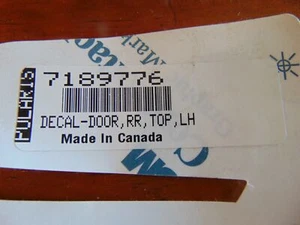 POLARIS
7189776
DECAL-DOOR,RR,TOP,LH
Made In Canada